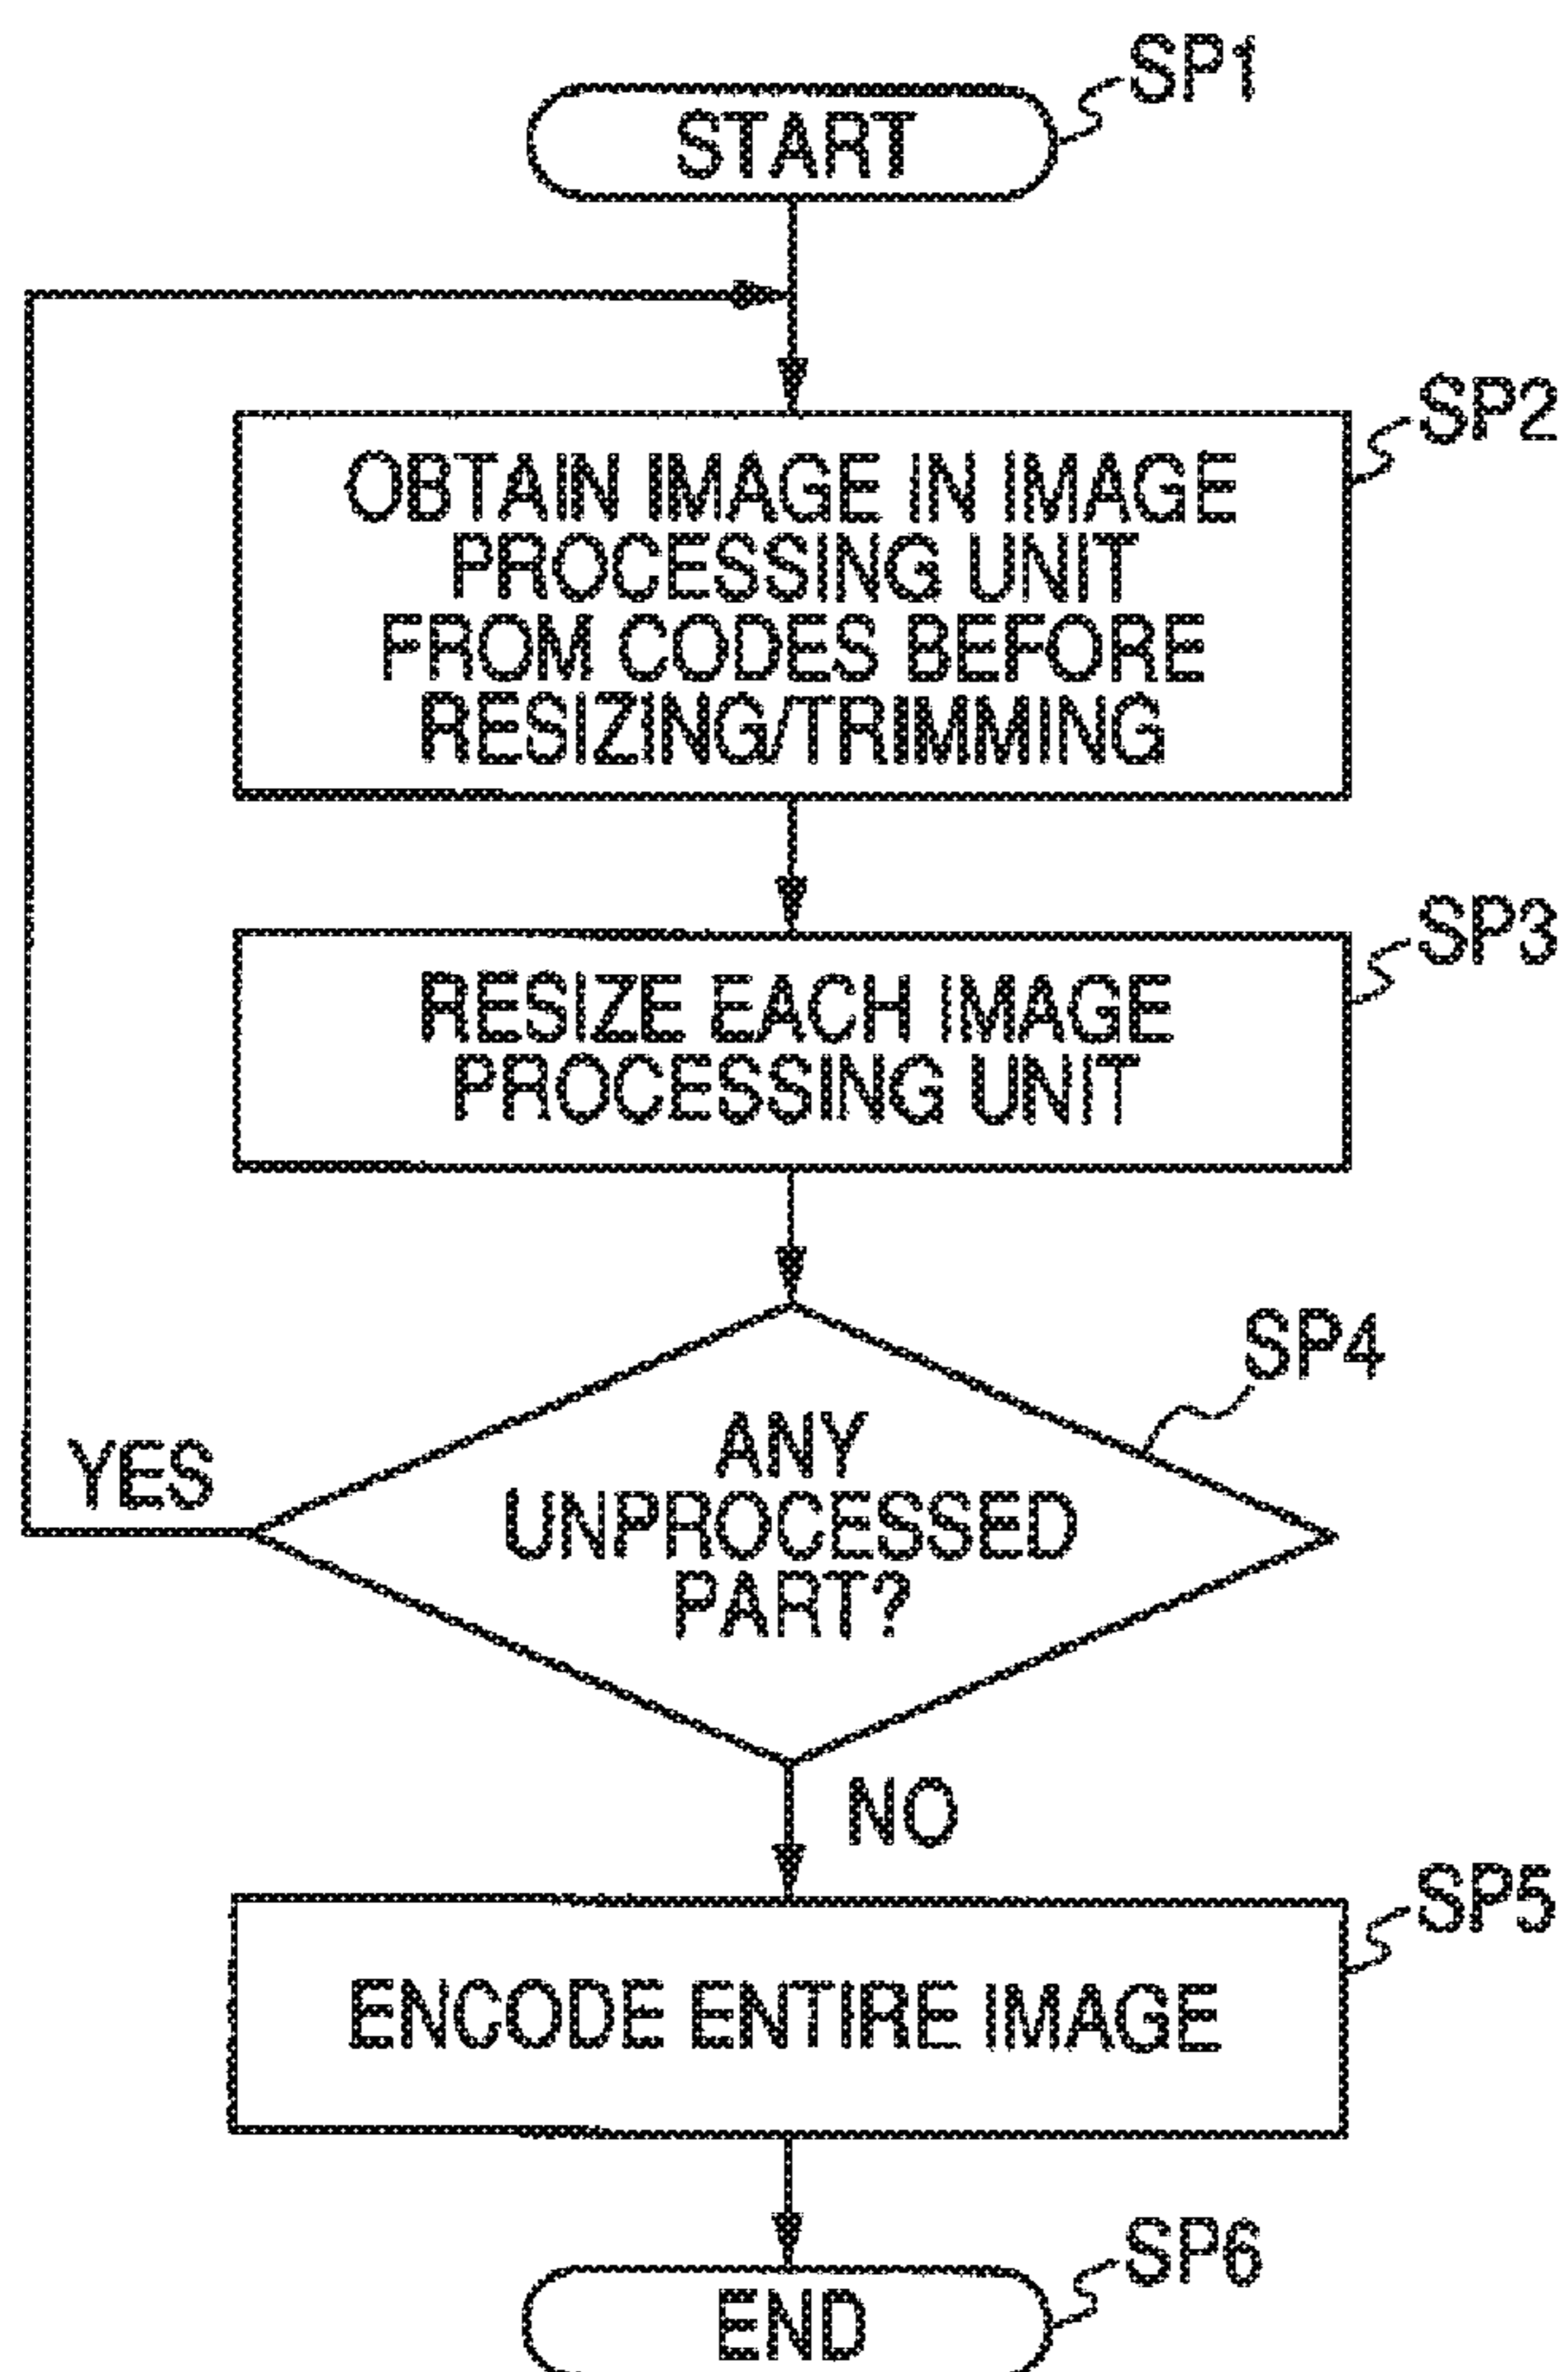 SP1
START
SP2
OBTAIN IMAGE IN IMAGE
PROCESSING UNIT
FROM CODES BEFORE
RESIZING/TRIMMING
SP3
RESIZE EACH IMAGE
PROCESSING UNIT
SP4
ANY
UNPROCESSED
PART?
YES
NO
SP5
ENCODE ENTIRE IMAGE
SP6
END